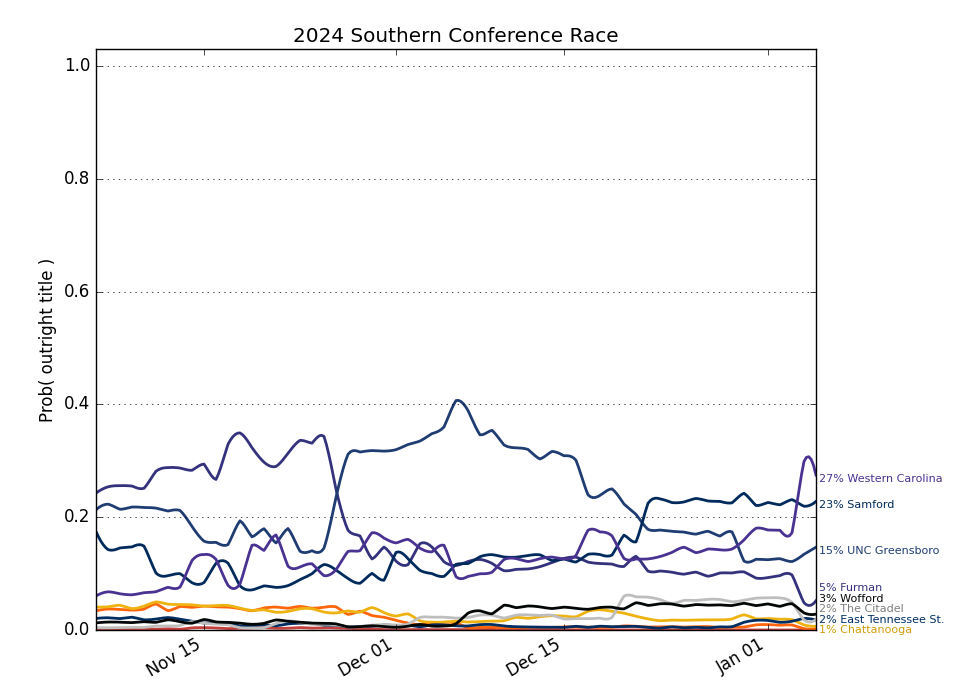 2024 Southern Conference Race
Prob( outright title )
1.0
0.8
0.6
0.4
0.2
0.0
Nov 15
Dec 01
Dec 15
Jan 01
27% Western Carolina
23% Samford
15% UNC Greensboro
5% Furman
3% Wofford
2% The Citadel
2% East Tennessee St.
1% Chattanooga